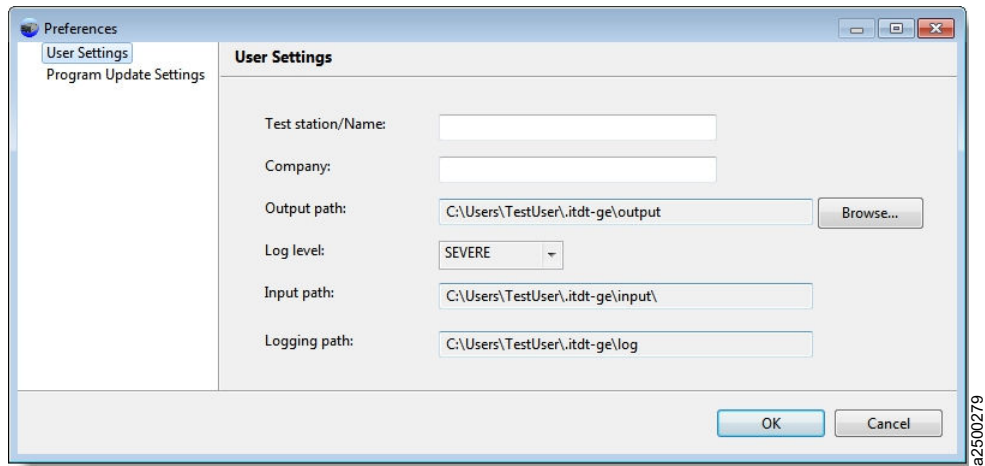 Preferences
User Settings
Program Update Settings
User Settings
Test station/Name:
Company:
Output path: C:\Users\TestUser\.itdt-ge\output Browse...
Log level: SEVERE
Input path: C:\Users\TestUser\.itdt-ge\input\
Logging path: C:\Users\TestUser\.itdt-ge\log
OK Cancel
a2500279